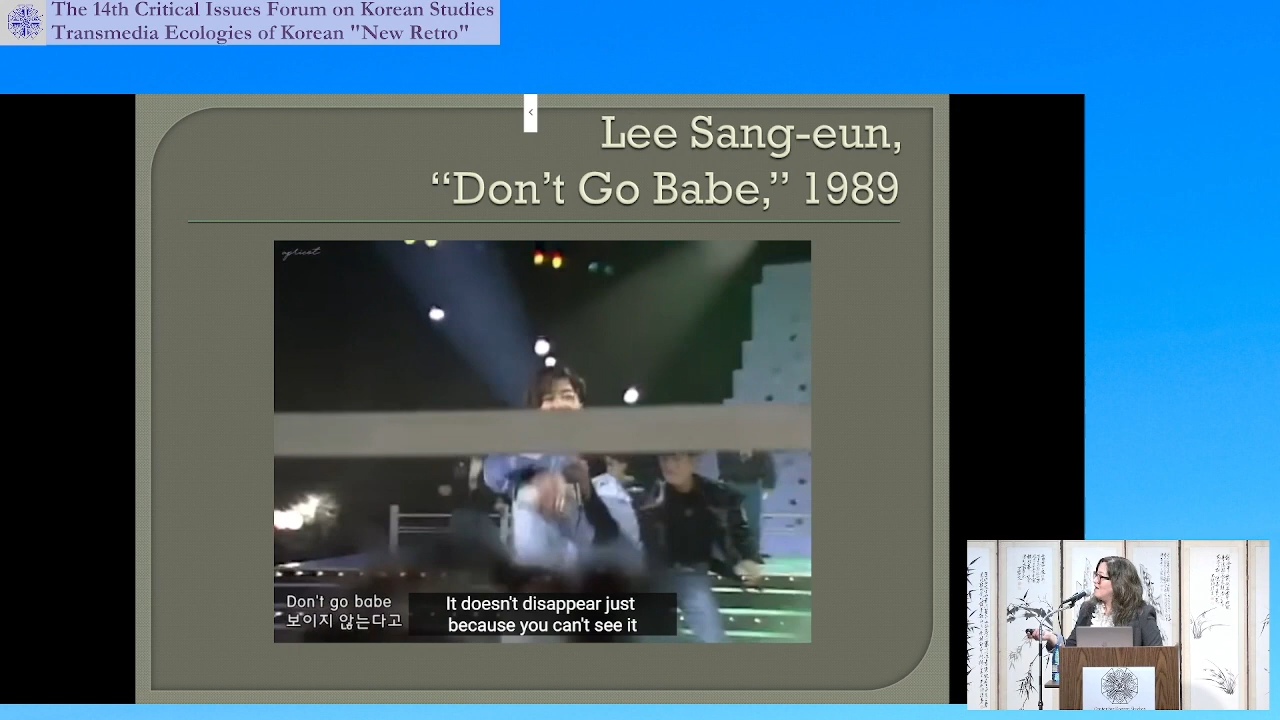 The 14th Critical Issues Forum on Korean Studies
Transmedia Ecologies of Korean "New Retro"
Lee Sang-eun,
“Don’t Go Babe,” 1989
apricot
Don't go babe
보이지 않는다고
It doesn't disappear just
because you can't see it